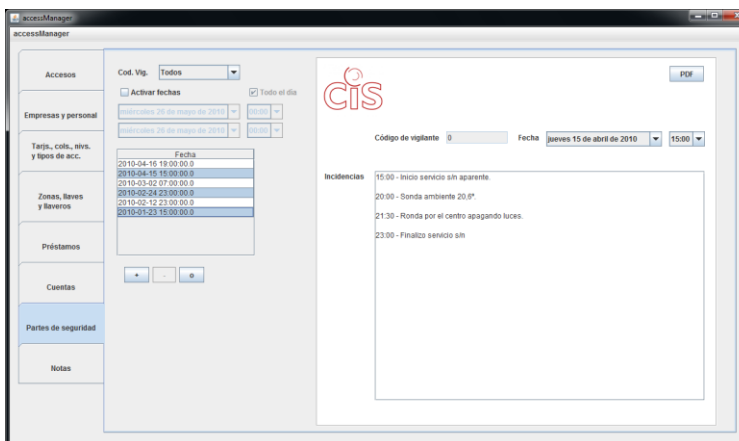 accessManager
accessManager
Accesos
Empresas y personal
Tarjs., cols., nivs.
y tipos de acc.
Zonas, llaves
y llaveros
Préstamos
Cuentas
Partes de seguridad
Notas
Cod. Vig. Todos
Activar fechas Todo el día
miércoles 26 de mayo de 2010 00:00
miércoles 26 de mayo de 2010 00:00
Fecha
2010-04-16 19:00:00.0
2010-04-15 15:00:00.0
2010-03-02 07:00:00.0
2010-02-24 23:00:00.0
2010-02-12 23:00:00.0
2010-01-23 15:00:00.0
+ - o
cis
PDF
Código de vigilante 0 Fecha jueves 15 de abril de 2010 15:00
Incidencias
15:00 - Inicio servicio s/n aparente.
20:00 - Sonda ambiente 20,6º.
21:30 - Ronda por el centro apagando luces.
23:00 - Finalizo servicio s/n